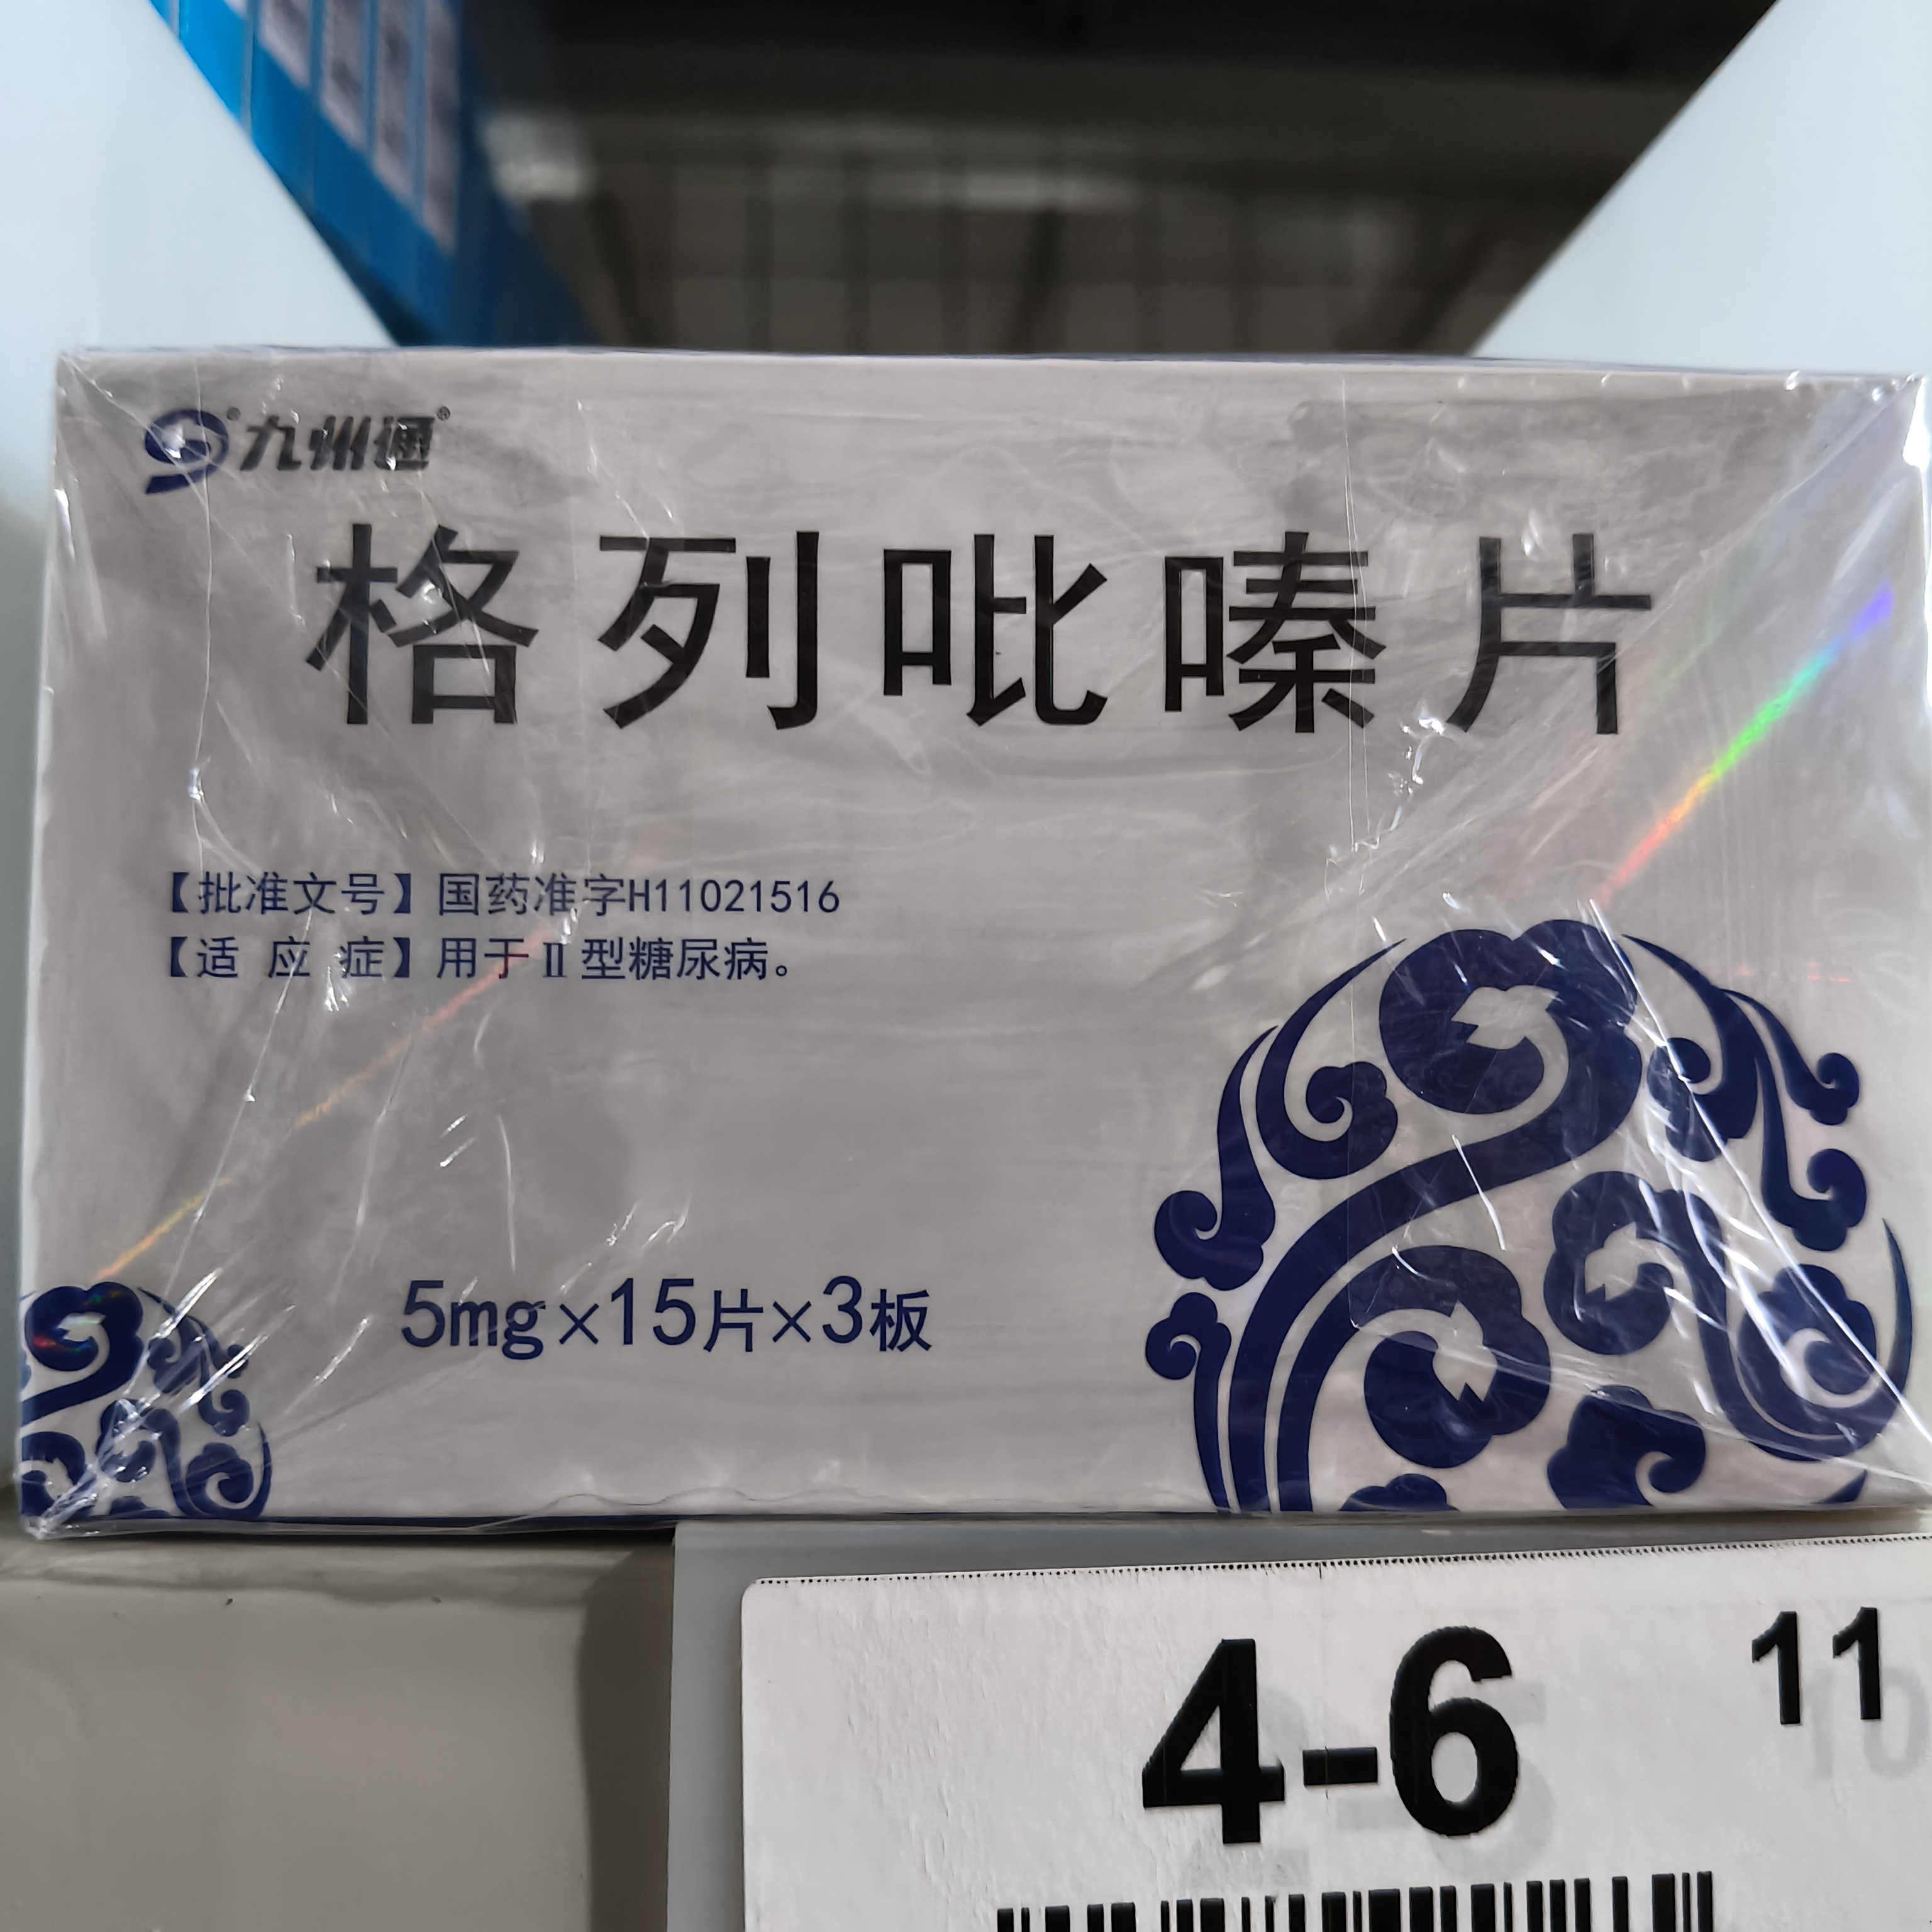 九州通
格列吡嗪片
【批准文号】国药准字H11021516
【适 应 症】用于Ⅱ型糖尿病。
5mg×15片×3板
4-6
11